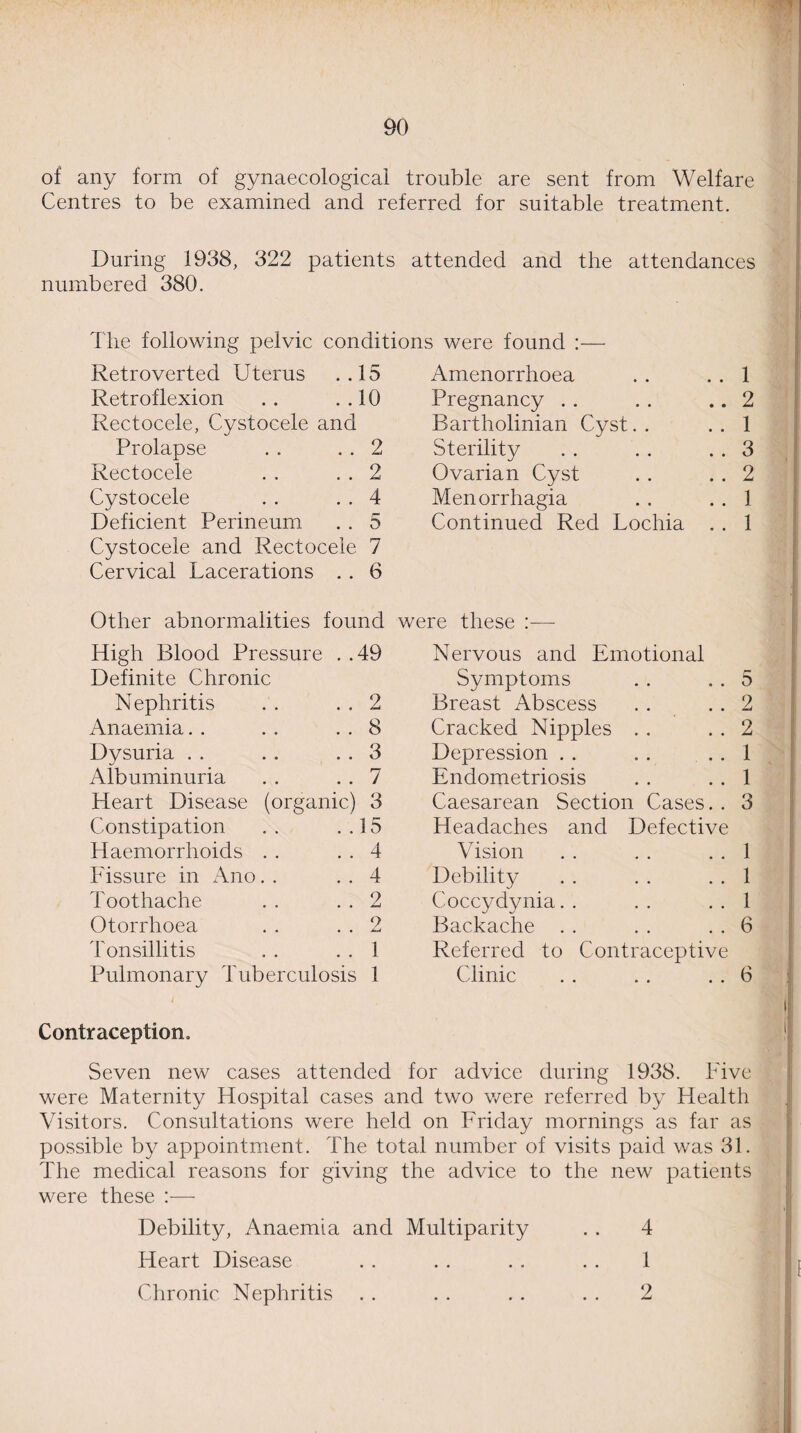 90
of any form of gynaecological trouble are sent from Welfare
Centres to be examined and referred for suitable treatment.
During 1938, 322 patients attended and the attendances
numbered 380.
The following pelvic conditions were found :—
Retroverted Uterus . . 15
Retroflexion . . . . 10
Rectocele, Cystocele and
Prolapse . . . . 2
Rectocele . . . . 2
Cystocele . . . . 4
Deficient Perineum . . 5
Cystocele and Rectocele 7
Cervical Lacerations . . 6
Amenorrhoea . . . . 1
Pregnancy . . . . . . 2
Bartholinian Cyst . . . . 1
Sterility . . . . . . 3
Ovarian Cyst . . . . 2
Menorrhagia . . . . 1
Continued Red Lochia . . 1
Other abnormalities found were these :—
High Blood Pressure . . 49
Definite Chronic
Nephritis . . . . 2
Anaemia . . . . . . 8
Dysuria . . . . . . 3
Albuminuria . . . . 7
Heart Disease (organic) 3
Constipation . . . . 15
Haemorrhoids . . . . 4
Fissure in Ano . . . . 4
Toothache . . . . 2
Otorrhoea . . . . 2
Tonsillitis . . . . 1
Pulmonary Tuberculosis 1
Nervous and Emotional
Symptoms . . . . 5
Breast Abscess . . . . 2
Cracked Nipples . . . . 2
Depression . . . . . . 1
Endometriosis . . . . 1
Caesarean Section Cases . . 3
Headaches and Defective
Vision . . . . . . 1
Debility . . . . . . 1
Coccydynia . . . . . . 1
Backache . . . . . . 6
Referred to Contraceptive
Clinic . . . . . . 6
Contraception.
Seven new cases attended for advice during 1938. Five
were Maternity Hospital cases and two were referred by Health
Visitors. Consultations were held on Friday mornings as far as
possible by appointment. The total number of visits paid was 31.
The medical reasons for giving the advice to the new patients
were these :—
Debility, Anaemia and Multiparity . . 4
Heart Disease . . . . . . . . 1
Chronic Nephritis . . . . . . . . 2